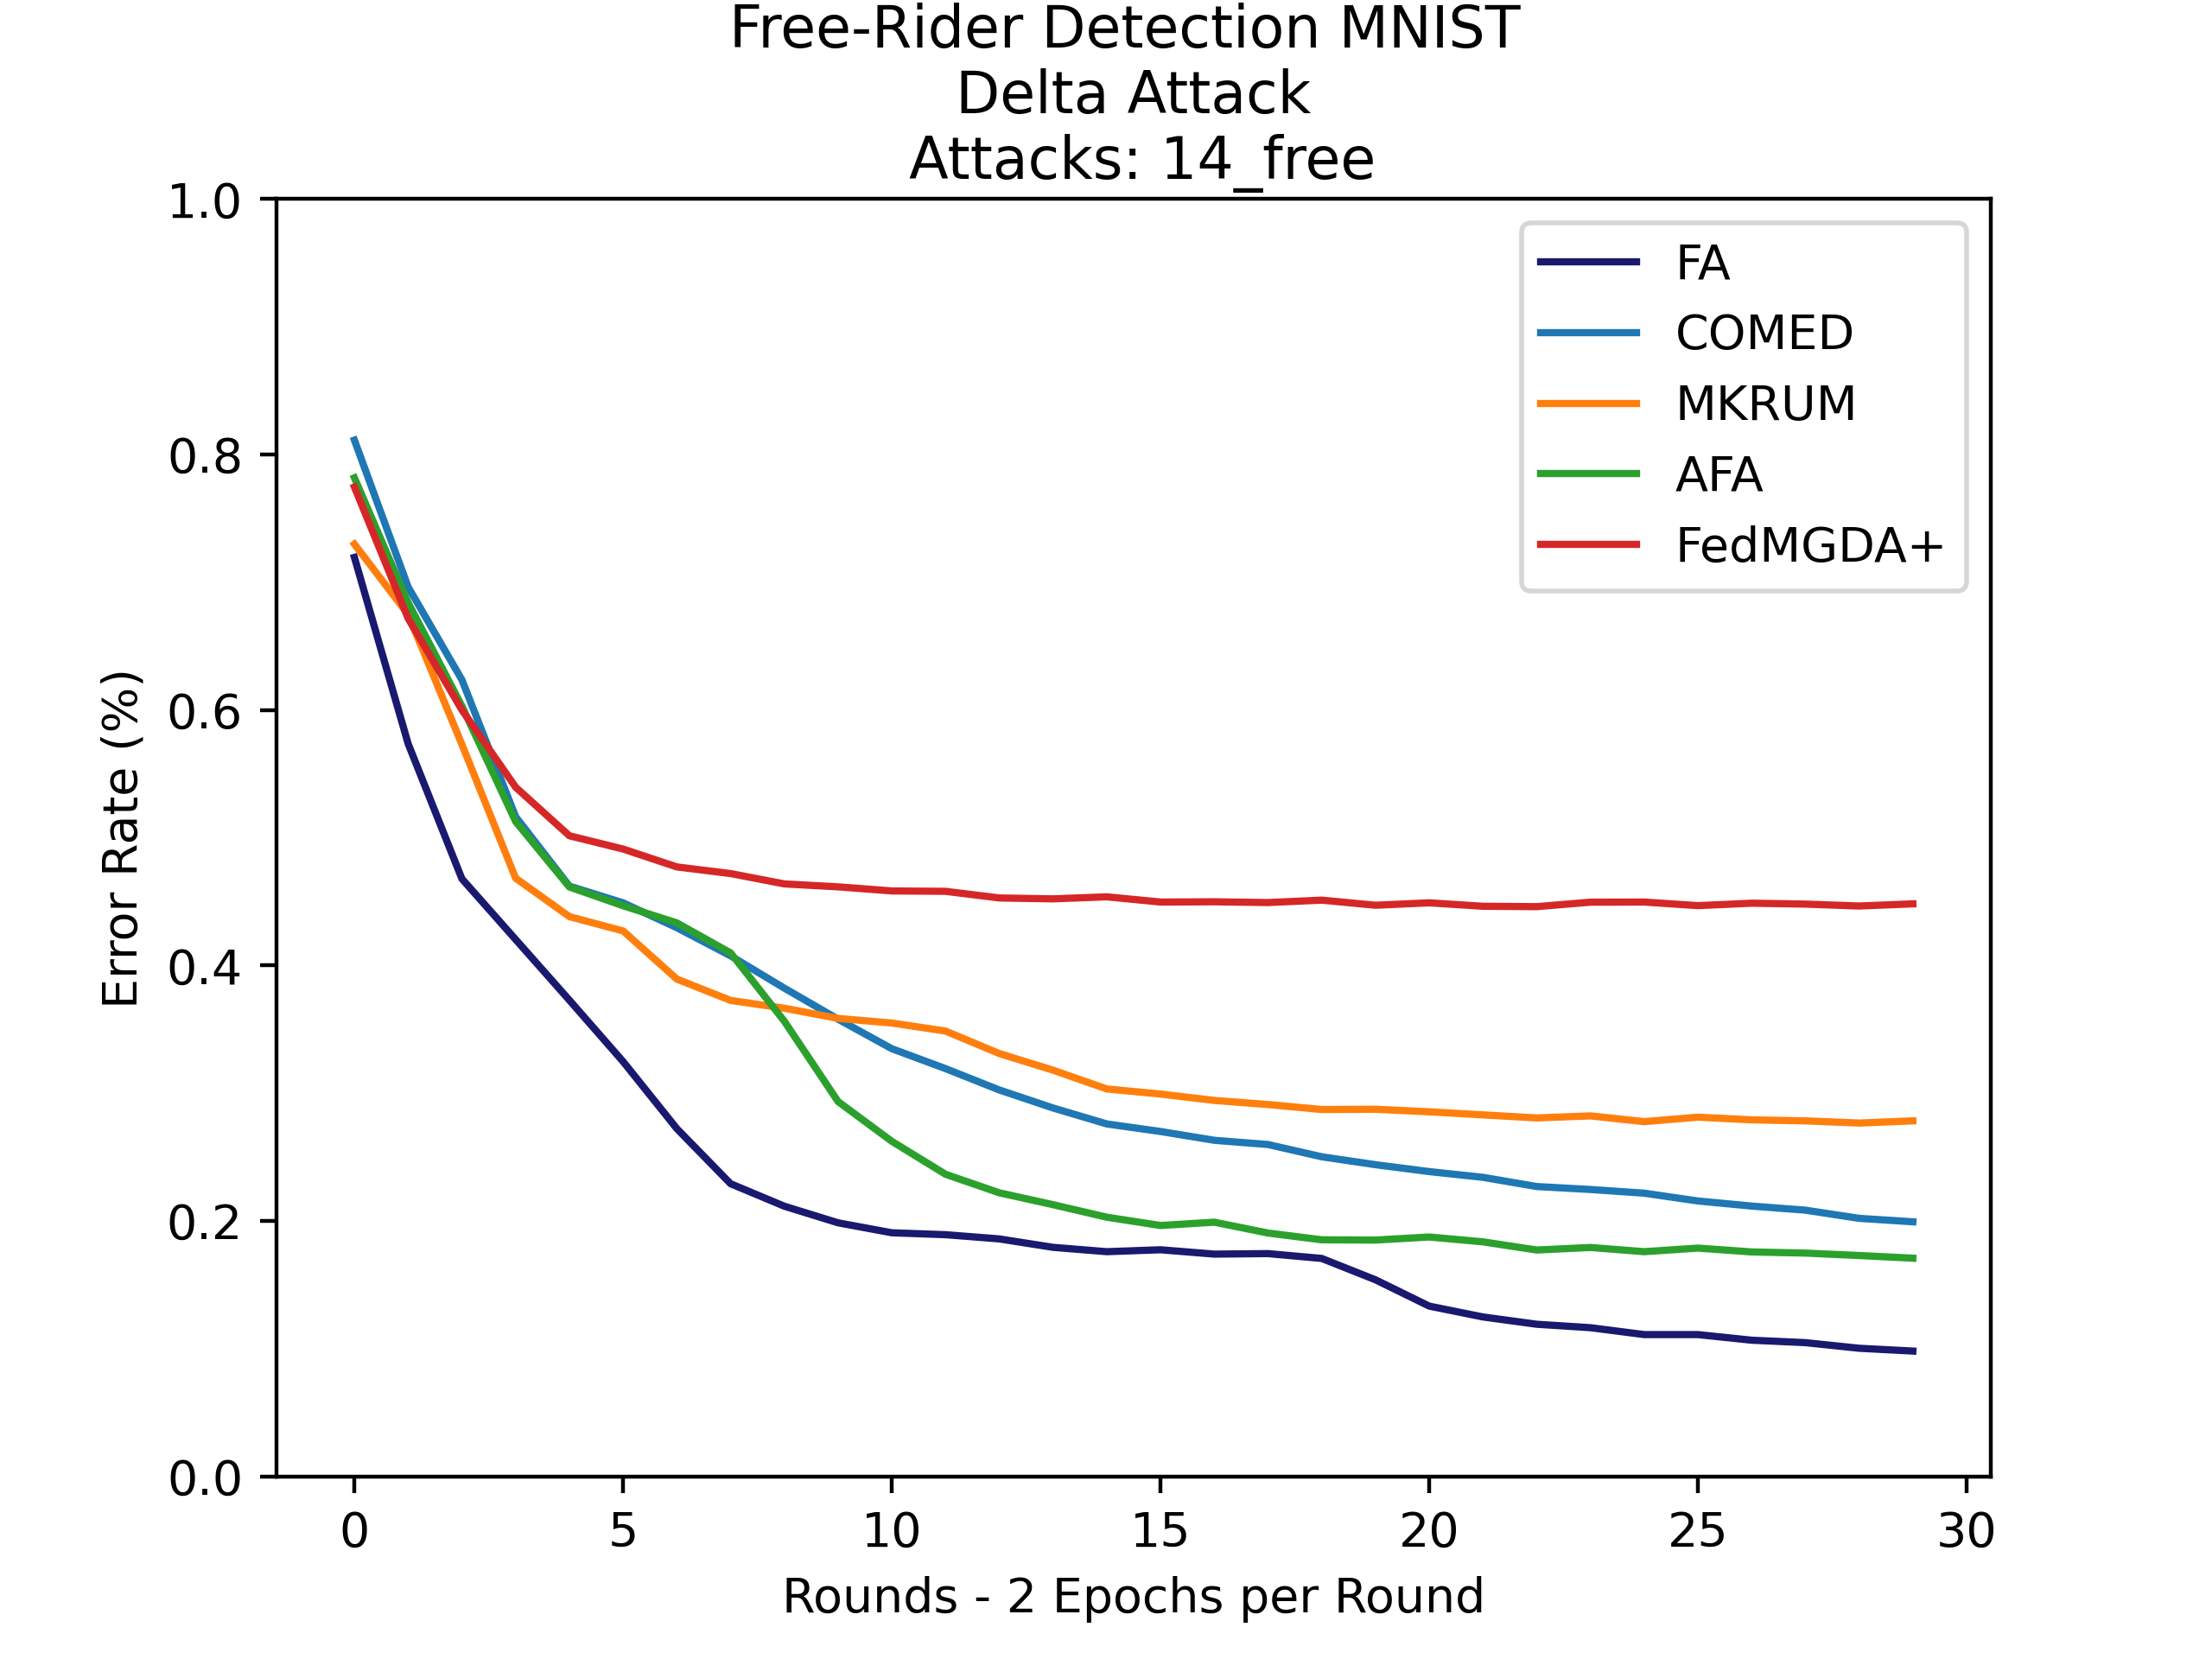 Free-Rider Detection MNIST
Delta Attack
Attacks: 14_free
FA
COMED
MKRUM
AFA
FedMGDA+
Error Rate (%)
1.0
0.8
0.6
0.4
0.2
0.0
0 5 10 15 20 25 30
Rounds - 2 Epochs per Round